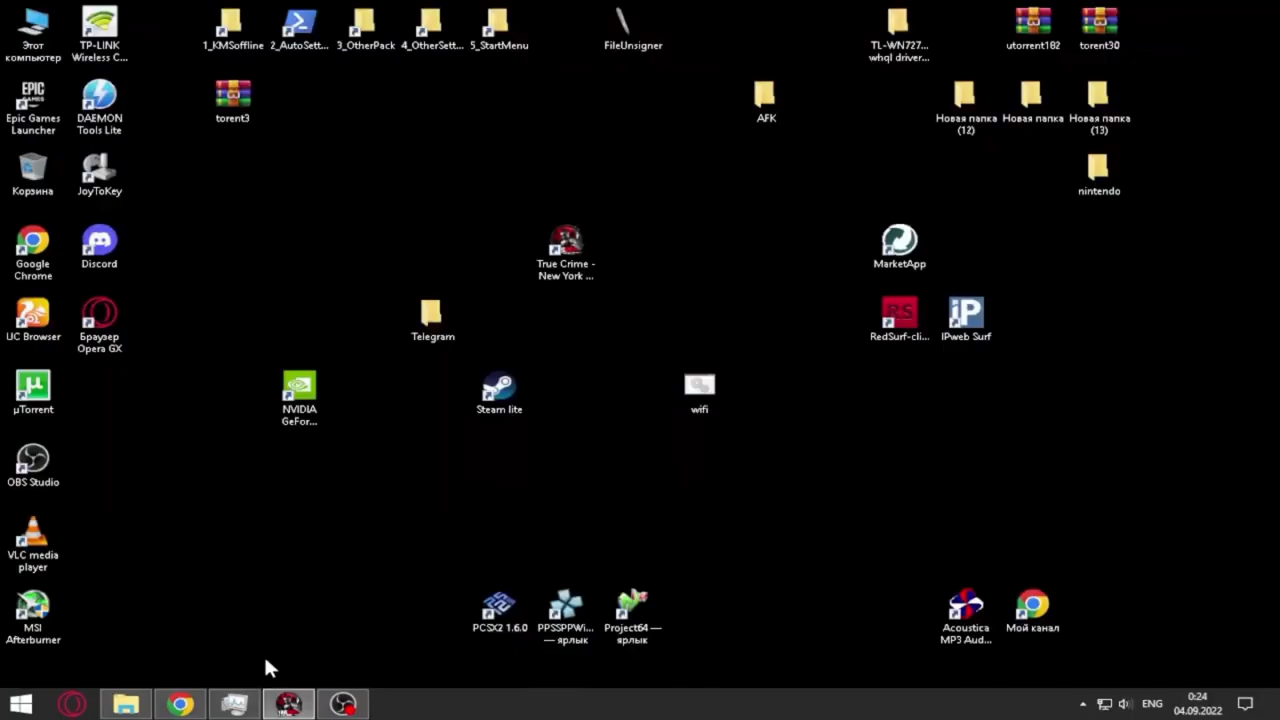 Этот
компьютер
TP-LINK
Wireless C...
1_KMSoffline
2_AutoSett...
3_OtherPack
4_OtherSett...
5_StartMenu
FileUnsigner
TL-WN727...
whql driver...
utorrent182
torent30
EPIC
GAMES
Epic Games
Launcher
DAEMON
Tools Lite
torent3
AFK
Новая папка
(12)
Новая папка
Новая папка
(13)
Корзина
JoyToKey
nintendo
Google
Chrome
Discord
True Crime -
New York ...
MarketApp
UC Browser
Браузер
Opera GX
Telegram
RS
RedSurf-cli...
iP
IPweb Surf
µ
µTorrent
NVIDIA
GeFor...
Steam lite
wifi
OBS Studio
VLC media
player
MSI
Afterburner
PCSX2 1.6.0
PPSSPPWi...
— ярлык
Project64 —
ярлык
Acoustica
MP3 Aud...
Мой канал
ENG
0:24
04.09.2022